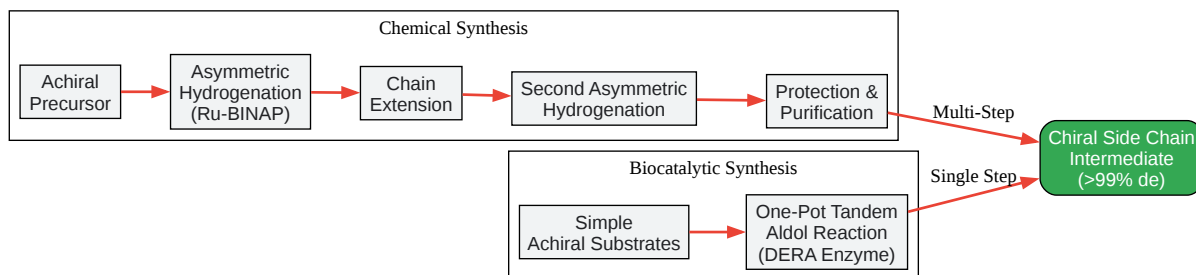 Chemical Synthesis
Achiral
Precursor
Asymmetric
Hydrogenation
(Ru-BINAP)
Chain
Extension
Second Asymmetric
Hydrogenation
Protection &
Purification
Multi-Step
Biocatalytic Synthesis
Simple
Achiral Substrates
One-Pot Tandem
Aldol Reaction
(DERA Enzyme)
Single Step
Chiral Side Chain
Intermediate
(>99% de)